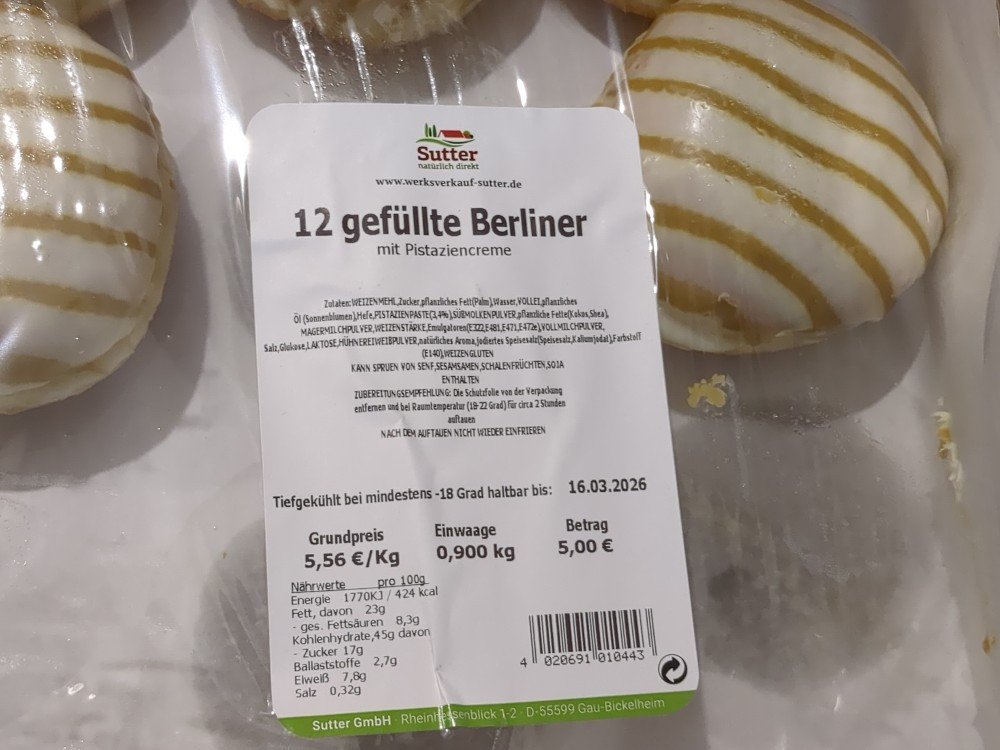 Sutter
natürlich direkt
www.werksverkauf-sutter.de
12 gefüllte Berliner
mit Pistaziencreme
Zutaten: WEIZENMEHL,Zucker,pflanzliches Fett(Palm),Wasser,VOLLEI,pflanzliches
Öl (Sonnenblumen),Hefe,PISTAZIENPASTE(3,4%),SÜßMOLKENPULVER,pflanzliche Fette(Kokos,Shea),
MAGERMILCHPULVER,WEIZENSTÄRKE,Emulgatoren(E322,E481,E471,E472e),VOLLMILCHPULVER,
Salz,Glukose,LAKTOSE,HÜHNEREIWEIßPULVER,natürliches Aroma,jodiertes Speisesalz(Speisesalz,Kaliumjodat),Farbstoff
(E140),WEIZENGLUTEN
KANN SPRUEN VON SENF,SESAMSAMEN,SCHALENFRÜCHTEN,SOJA
ENTHALTEN
ZUBEREITUNGSEMPFEHLUNG: Die Schutzfolie von der Verpackung
entfernen und bei Raumtemperatur (18-22 Grad) für circa 2 Stunden
auftauen
NACH DEM AUFTAUEN NICHT WIEDER EINFRIEREN
Tiefgekühlt bei mindestens -18 Grad haltbar bis: 16.03.2026
Grundpreis Einwaage Betrag
5,56 €/Kg 0,900 kg 5,00 €
Nährwerte pro 100g
Energie 1770KJ / 424 kcal
Fett, davon 23g
- ges. Fettsäuren 8,3g
Kohlenhydrate,45g davon
- Zucker 17g
Ballaststoffe 2,7g
Eiweiß 7,8g
Salz 0,32g
4 020691 010443
Sutter GmbH · Rheinhessenblick 1-2 · D-55599 Gau-Bickelheim